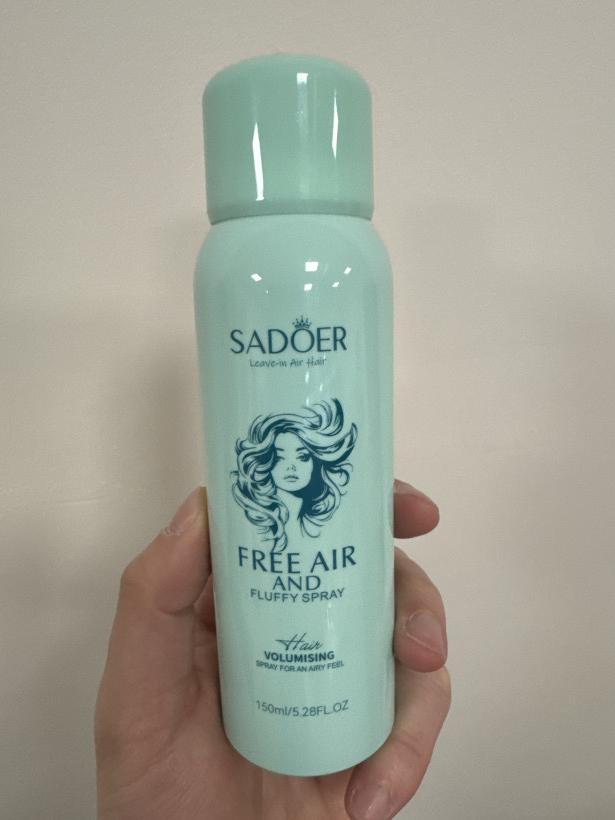 SADOER
Leave-in Air Hair
FREE AIR
AND
FLUFFY SPRAY
Hair
VOLUMISING
SPRAY FOR AN AIRY FEEL
150ml/5.28FL.OZ